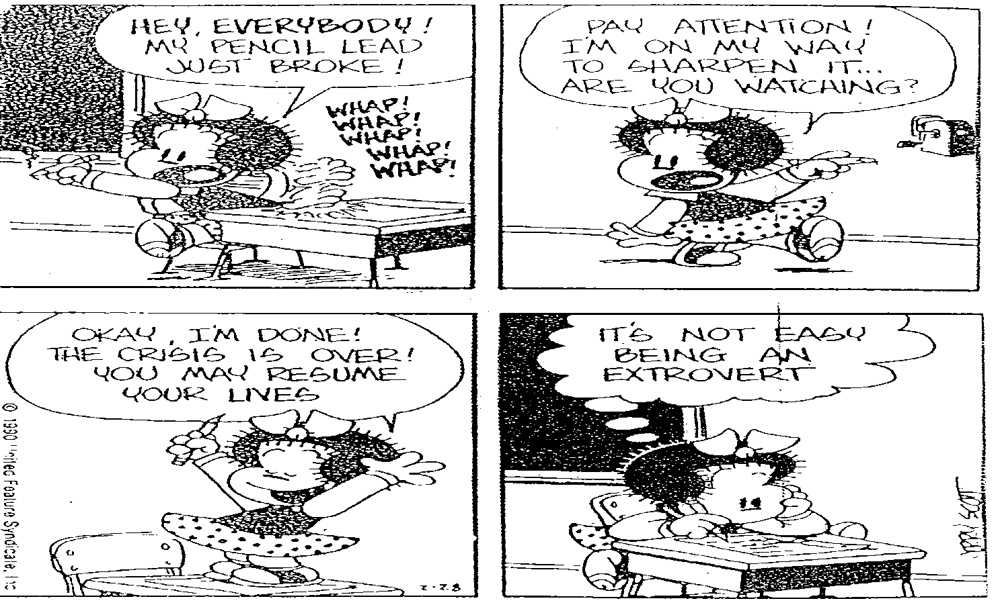 HEY, EVERYBODY!
MY PENCIL LEAD
JUST BROKE!
WHAP!
WHAP!
WHAP!
WHAP!
WHAP!
PAY ATTENTION!
I'M ON MY WAY
TO SHARPEN IT...
ARE YOU WATCHING?
OKAY, I'M DONE!
THE CRISIS IS OVER!
YOU MAY RESUME
YOUR LIVES
© 1990 United Feature Syndicate, Inc
2-28
IT'S NOT EASY
BEING AN
EXTROVERT